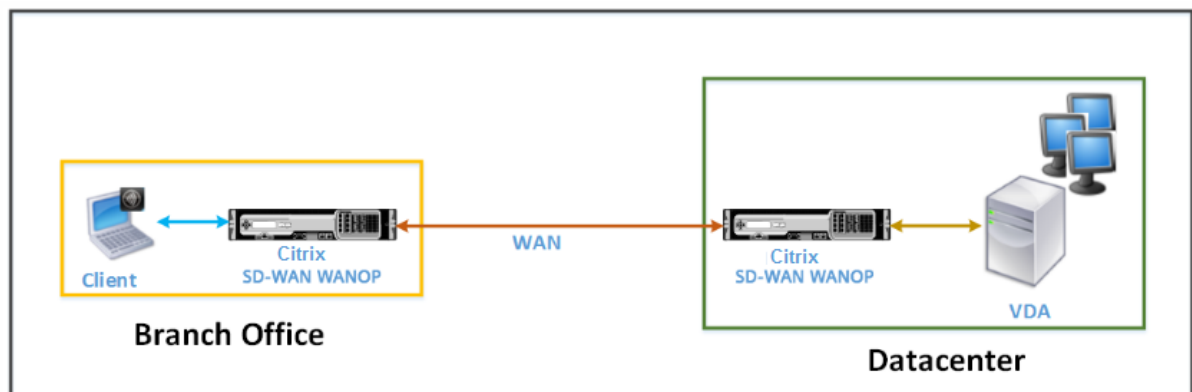 Client
Citrix
SD-WAN WANOP
Branch Office
WAN
Citrix
SD-WAN WANOP
VDA
Datacenter